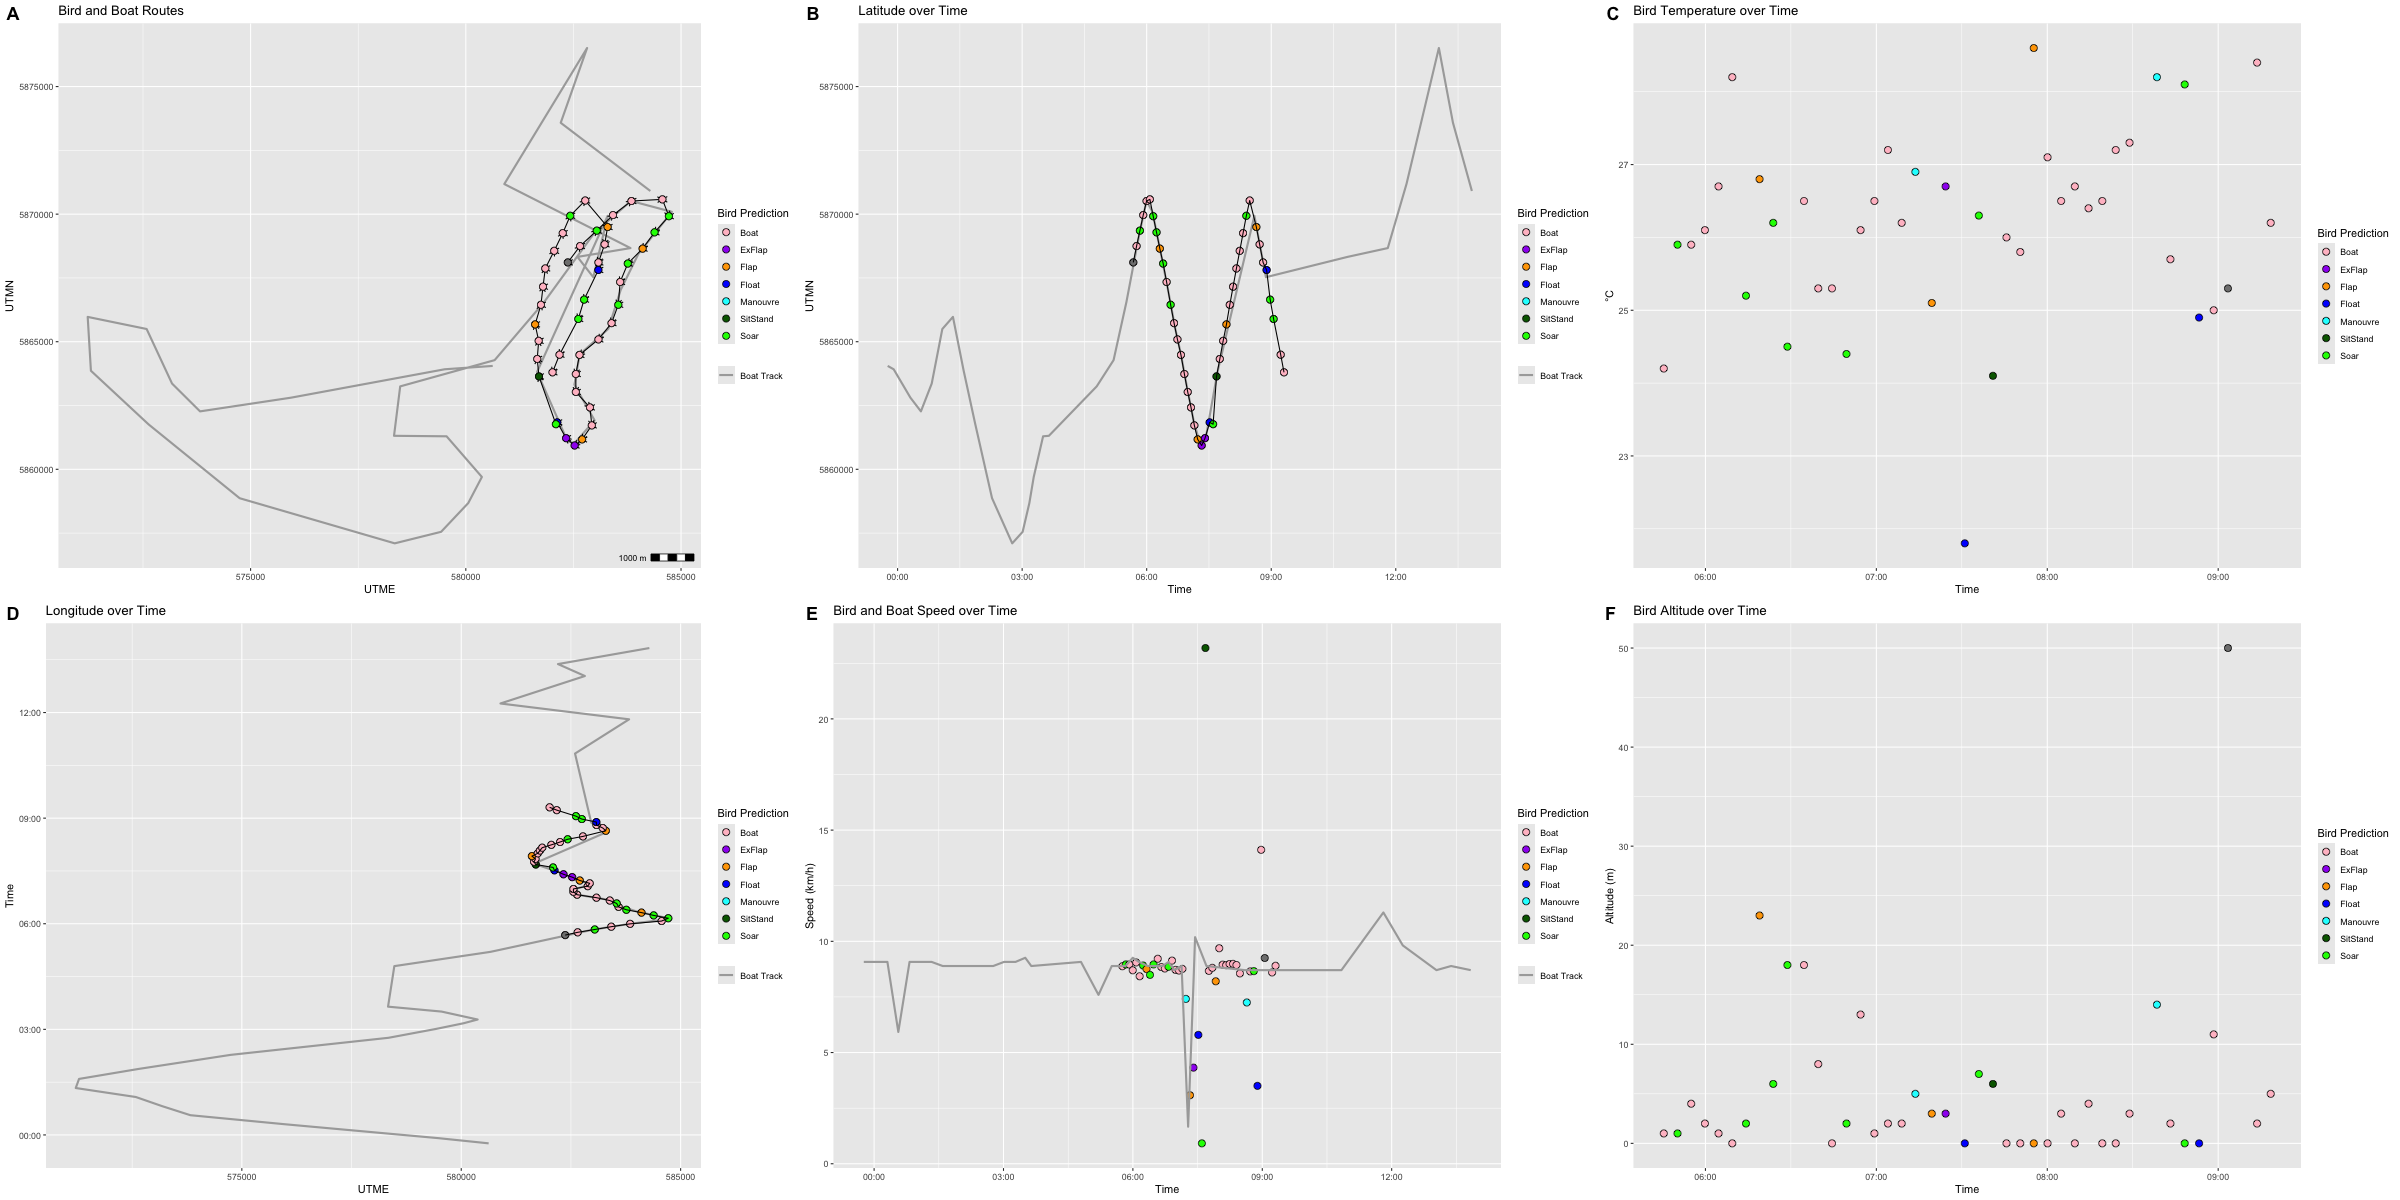 A Bird and Boat Routes
UTMN
5875000
5870000
5865000
5860000
575000 580000 585000
UTME
1000 m
Bird Prediction
Boat
ExFlap
Flap
Float
Manouvre
SitStand
Soar
Boat Track
B Latitude over Time
UTMN
5875000
5870000
5865000
5860000
00:00 03:00 06:00 09:00 12:00
Time
Bird Prediction
Boat
ExFlap
Flap
Float
Manouvre
SitStand
Soar
Boat Track
C Bird Temperature over Time
°C
27
25
23
06:00 07:00 08:00 09:00
Time
Bird Prediction
Boat
ExFlap
Flap
Float
Manouvre
SitStand
Soar
D Longitude over Time
Time
12:00
09:00
06:00
03:00
00:00
575000 580000 585000
UTME
Bird Prediction
Boat
ExFlap
Flap
Float
Manouvre
SitStand
Soar
Boat Track
E Bird and Boat Speed over Time
Speed (km/h)
20
15
10
5
0
00:00 03:00 06:00 09:00 12:00
Time
Bird Prediction
Boat
ExFlap
Flap
Float
Manouvre
SitStand
Soar
Boat Track
F Bird Altitude over Time
Altitude (m)
50
40
30
20
10
0
06:00 07:00 08:00 09:00
Time
Bird Prediction
Boat
ExFlap
Flap
Float
Manouvre
SitStand
Soar